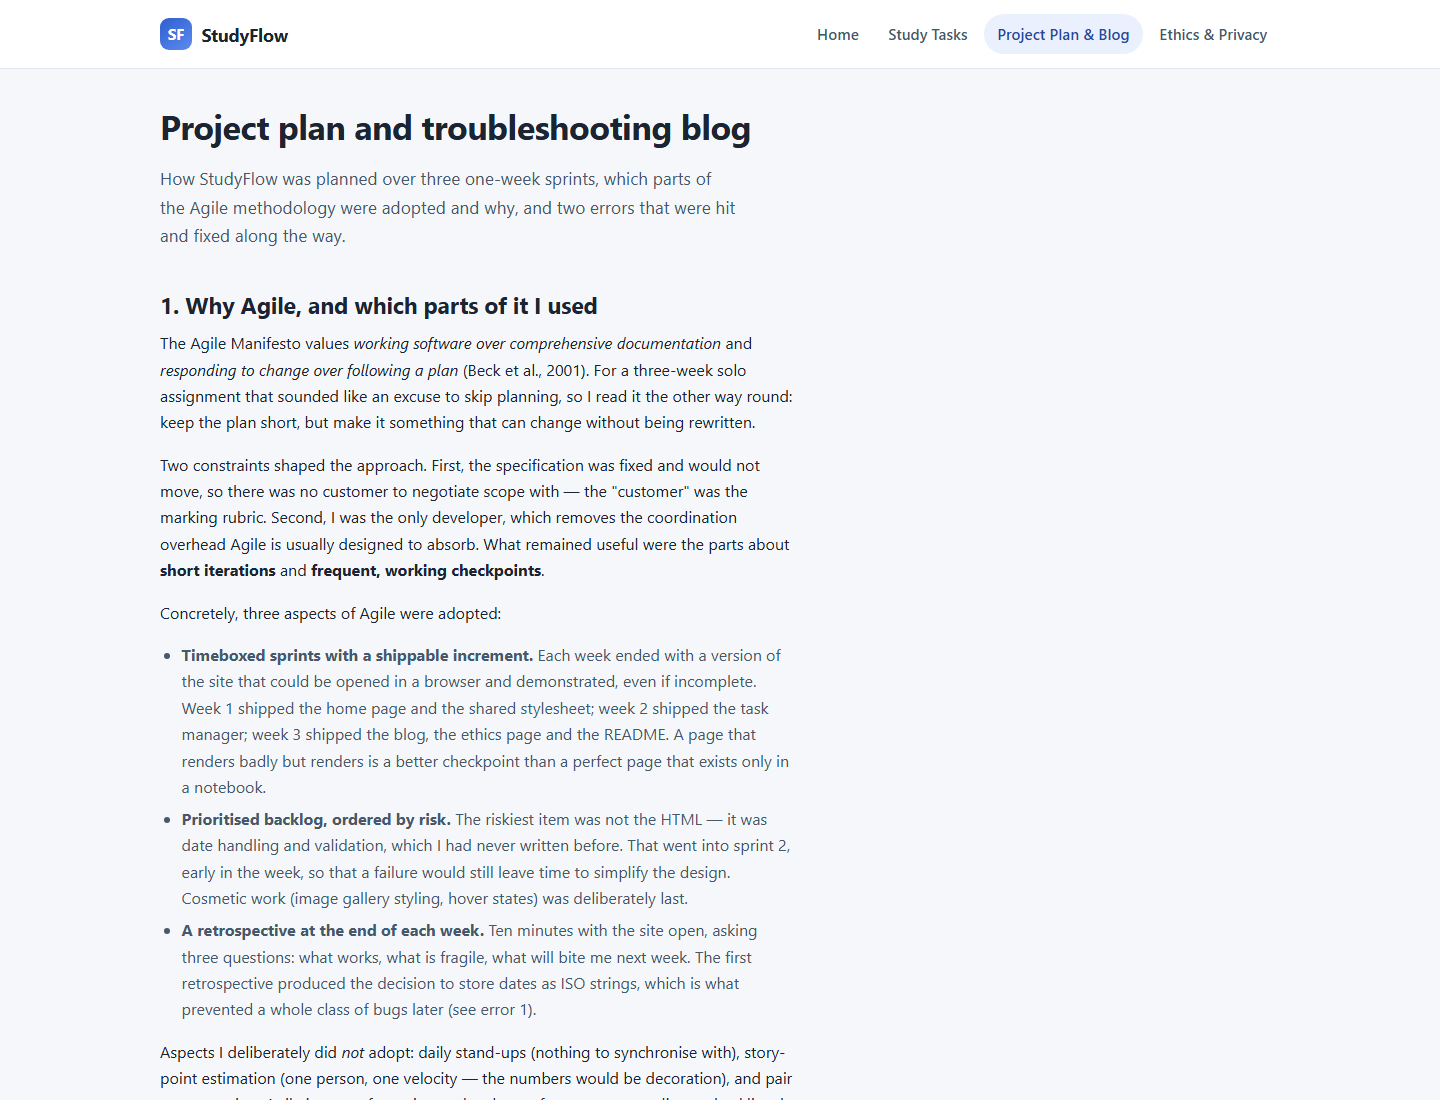 SF StudyFlow
Home Study Tasks Project Plan & Blog Ethics & Privacy
Project plan and troubleshooting blog
How StudyFlow was planned over three one-week sprints, which parts of
the Agile methodology were adopted and why, and two errors that were hit
and fixed along the way.
1. Why Agile, and which parts of it I used
The Agile Manifesto values working software over comprehensive documentation and
responding to change over following a plan (Beck et al., 2001). For a three-week solo
assignment that sounded like an excuse to skip planning, so I read it the other way round:
keep the plan short, but make it something that can change without being rewritten.
Two constraints shaped the approach. First, the specification was fixed and would not
move, so there was no customer to negotiate scope with — the "customer" was the
marking rubric. Second, I was the only developer, which removes the coordination
overhead Agile is usually designed to absorb. What remained useful were the parts about
short iterations and frequent, working checkpoints.
Concretely, three aspects of Agile were adopted:
• Timeboxed sprints with a shippable increment. Each week ended with a version of
the site that could be opened in a browser and demonstrated, even if incomplete.
Week 1 shipped the home page and the shared stylesheet; week 2 shipped the task
manager; week 3 shipped the blog, the ethics page and the README. A page that
renders badly but renders is a better checkpoint than a perfect page that exists only in
a notebook.
• Prioritised backlog, ordered by risk. The riskiest item was not the HTML — it was
date handling and validation, which I had never written before. That went into sprint 2,
early in the week, so that a failure would still leave time to simplify the design.
Cosmetic work (image gallery styling, hover states) was deliberately last.
• A retrospective at the end of each week. Ten minutes with the site open, asking
three questions: what works, what is fragile, what will bite me next week. The first
retrospective produced the decision to store dates as ISO strings, which is what
prevented a whole class of bugs later (see error 1).
Aspects I deliberately did not adopt: daily stand-ups (nothing to synchronise with), story-
point estimation (one person, one velocity — the numbers would be decoration), and pair